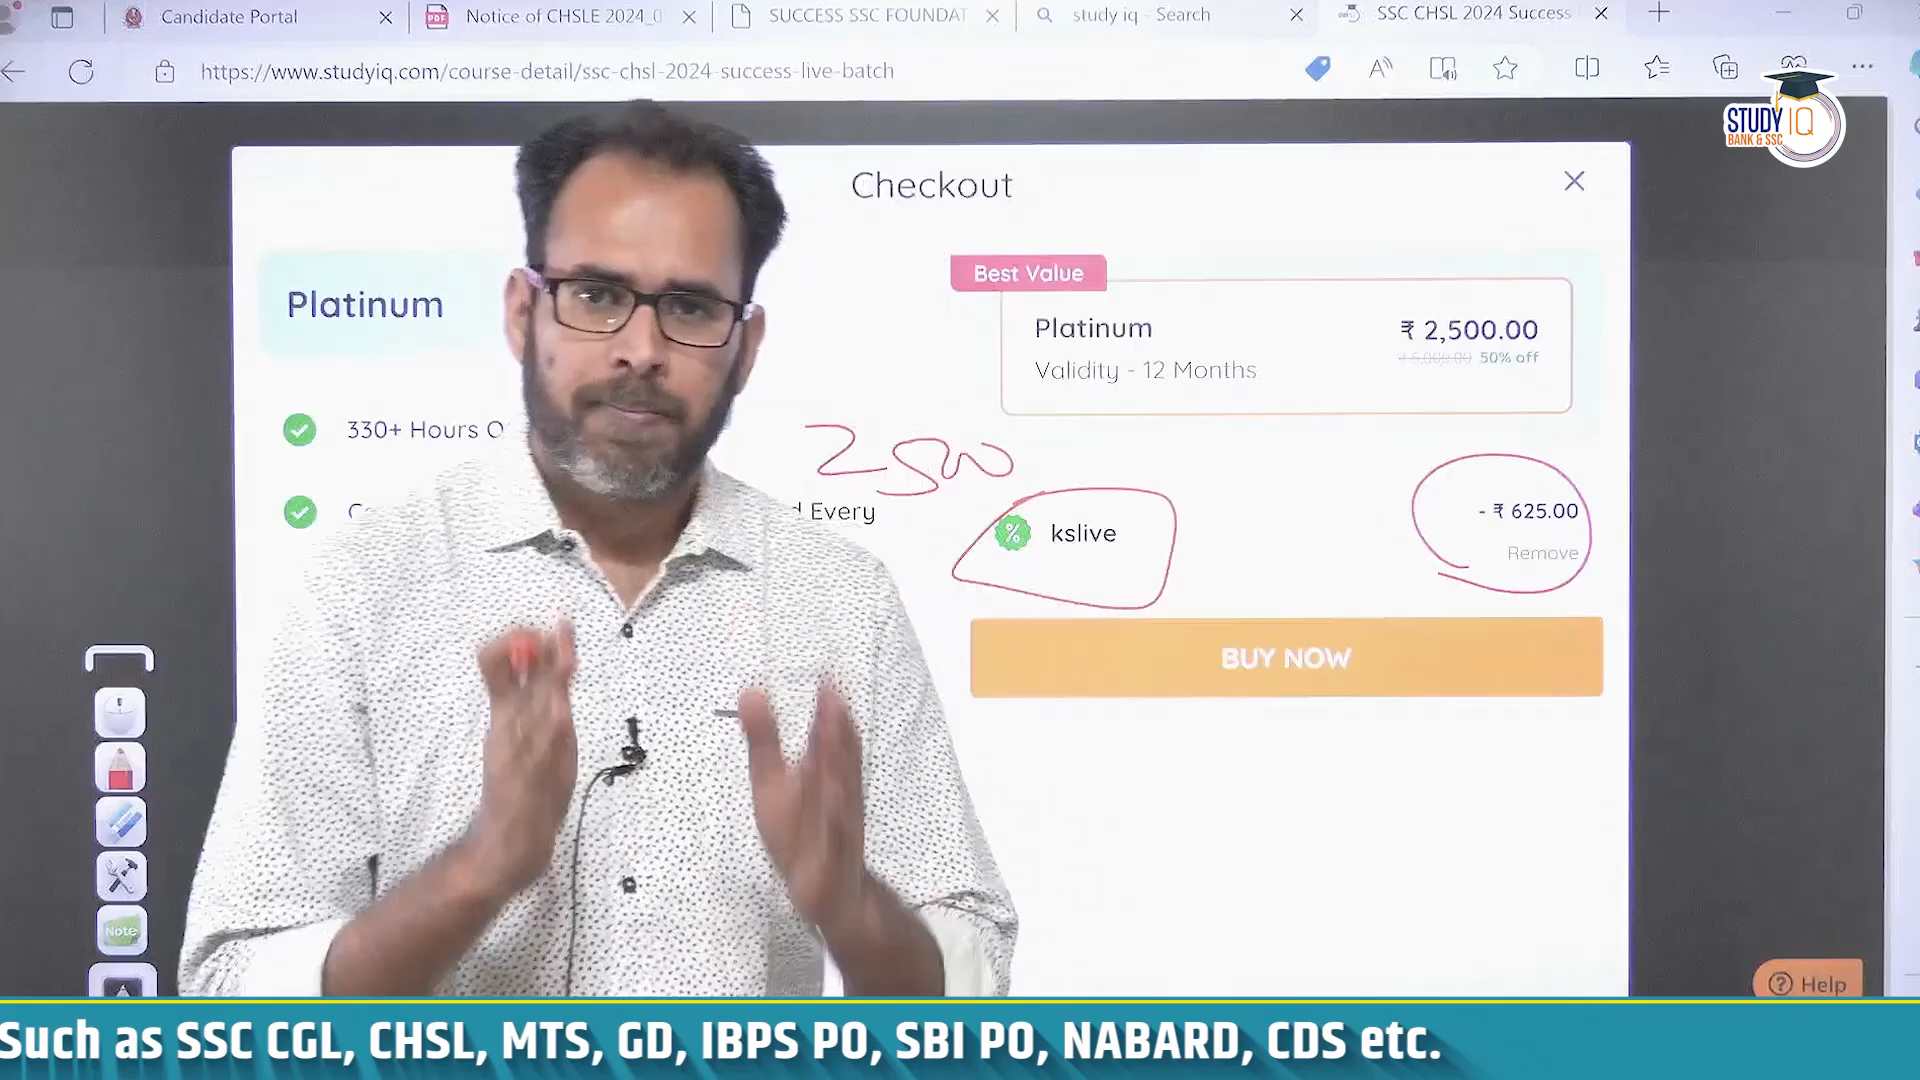 Candidate Portal
Notice of CHSLE 2024_0
SUCCESS SSC FOUNDAT
study iq - Search
SSC CHSL 2024 Success
https://www.studyiq.com/course-detail/ssc-chsl-2024-success-live-batch
STUDY IQ
BANK & SSC
Checkout
Platinum
Best Value
Platinum
₹ 2,500.00
Validity - 12 Months
₹ 5,000.00 50% off
330+ Hours O
2500
d Every
kslive
- ₹ 625.00
Remove
BUY NOW
Note
Help
Such as SSC CGL, CHSL, MTS, GD, IBPS PO, SBI PO, NABARD, CDS etc.